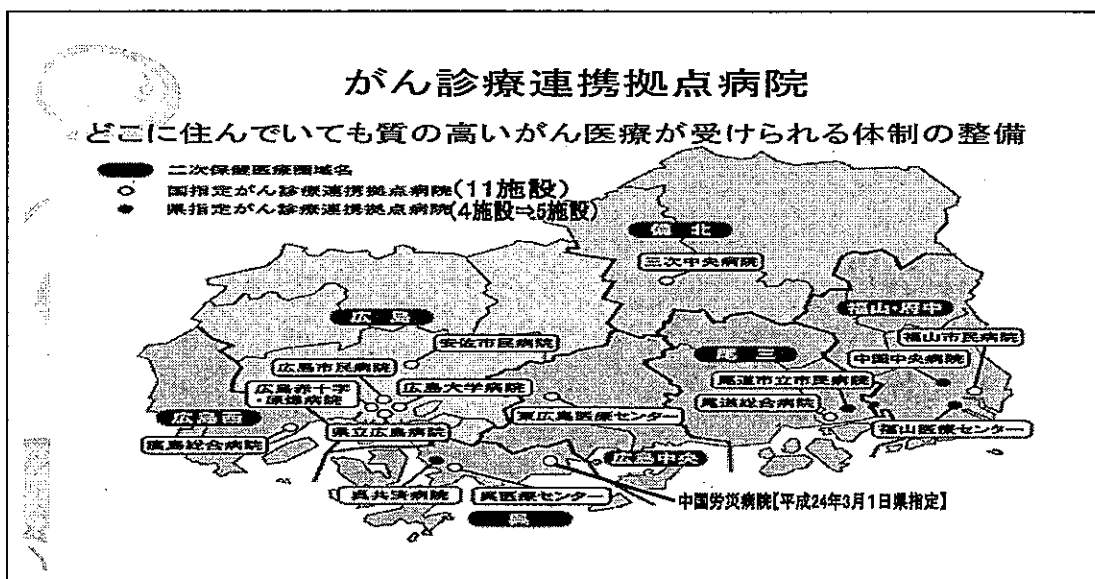 がん診療連携拠点病院
どこに住んでいても質の高いがん医療が受けられる体制の整備
二次保健医療圏域名
国指定がん診療連携拠点病院(11施設)
県指定がん診療連携拠点病院(4施設⇒5施設)
備 北
三次中央病院
広 島
福山・府中
福山市民病院
安佐市民病院
尾 三
中国中央病院
広島市民病院
尾道市立市民病院
広島赤十字
・原爆病院
広島大学病院
東広島医療センター
尾道総合病院
広島西
福山医療センター
廣島総合病院
県立広島病院
広島中央
呉共済病院
呉医療センター
中国労災病院【平成24年3月1日県指定】
呉